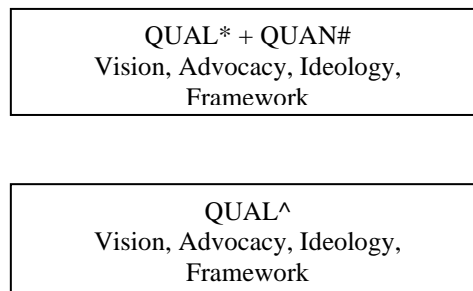 QUAL* + QUAN#
Vision, Advocacy, Ideology,
Framework
QUAL^
Vision, Advocacy, Ideology,
Framework